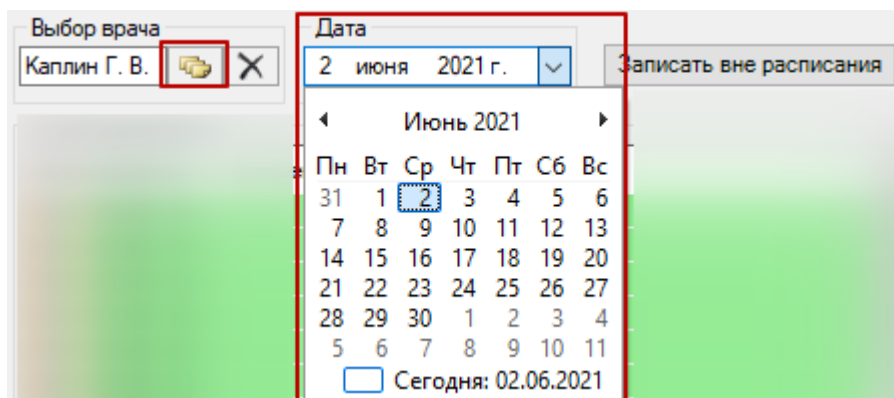 Выбор врача
Дата
Каплин Г. В.
2 июня 2021 г.
Записать вне расписания
Июнь 2021
Пн Вт Ср Чт Пт Сб Вс
31 1 2 3 4 5 6
7 8 9 10 11 12 13
14 15 16 17 18 19 20
21 22 23 24 25 26 27
28 29 30 1 2 3 4
5 6 7 8 9 10 11
Сегодня: 02.06.2021